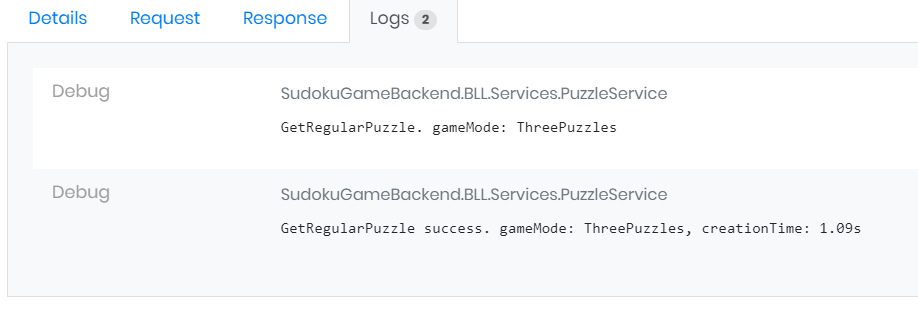 Details Request Response Logs 2
Debug SudokuGameBackend.BLL.Services.PuzzleService
GetRegularPuzzle. gameMode: ThreePuzzles
Debug SudokuGameBackend.BLL.Services.PuzzleService
GetRegularPuzzle success. gameMode: ThreePuzzles, creationTime: 1.09s